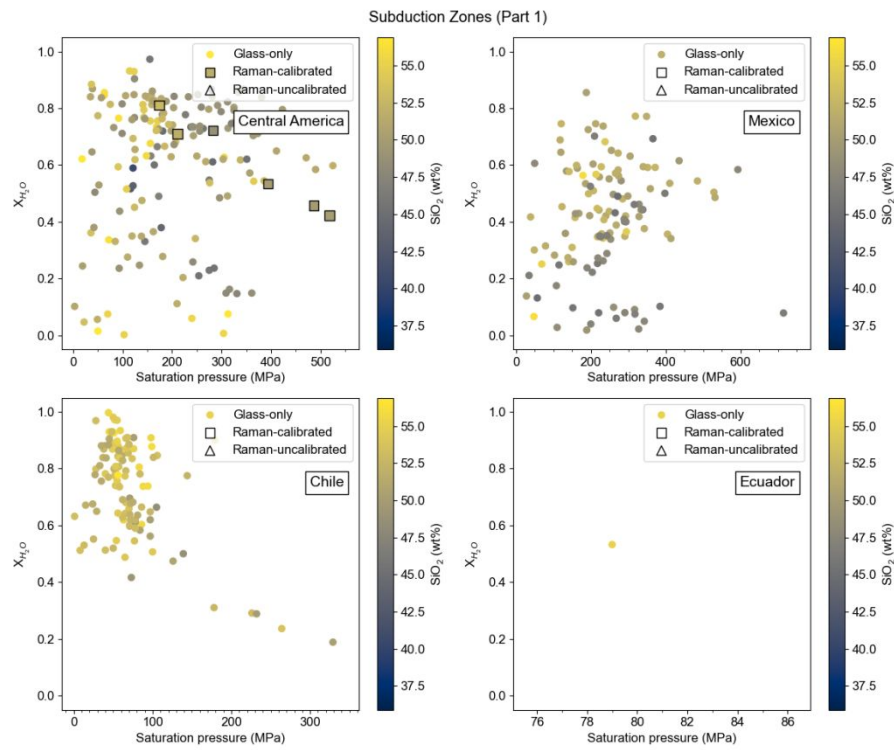 Subduction Zones (Part 1)
1.0
0.8
0.6
0.4
0.2
0.0
X_H₂O
0
100
200
300
400
500
Saturation pressure (MPa)
Glass-only
Raman-calibrated
Raman-uncalibrated
Central America
55.0
52.5
50.0
47.5
45.0
42.5
40.0
37.5
SiO₂ (wt%)
1.0
0.8
0.6
0.4
0.2
0.0
X_H₂O
0
200
400
600
Saturation pressure (MPa)
Glass-only
Raman-calibrated
Raman-uncalibrated
Mexico
55.0
52.5
50.0
47.5
45.0
42.5
40.0
37.5
SiO₂ (wt%)
1.0
0.8
0.6
0.4
0.2
0.0
X_H₂O
0
100
200
300
Saturation pressure (MPa)
Glass-only
Raman-calibrated
Raman-uncalibrated
Chile
55.0
52.5
50.0
47.5
45.0
42.5
40.0
37.5
SiO₂ (wt%)
1.0
0.8
0.6
0.4
0.2
0.0
X_H₂O
76
78
80
82
84
86
Saturation pressure (MPa)
Glass-only
Raman-calibrated
Raman-uncalibrated
Ecuador
55.0
52.5
50.0
47.5
45.0
42.5
40.0
37.5
SiO₂ (wt%)